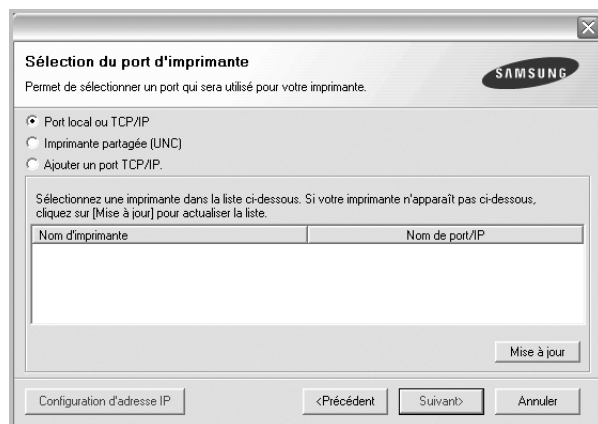 Sélection du port d'imprimante
Permet de sélectionner un port qui sera utilisé pour votre imprimante.
SAMSUNG
Port local ou TCP/IP
Imprimante partagée (UNC)
Ajouter un port TCP/IP.
Sélectionnez une imprimante dans la liste ci-dessous. Si votre imprimante n'apparaît pas ci-dessous,
cliquez sur [Mise à jour] pour actualiser la liste.
Nom d'imprimante Nom de port/IP
Mise à jour
Configuration d'adresse IP <Précédent Suivant> Annuler